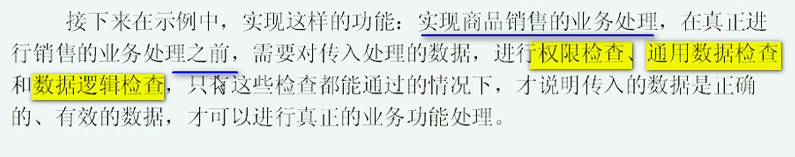 接下来在示例中，实现这样的功能：实现商品销售的业务处理，在真正进
行销售的业务处理之前，需要对传入处理的数据，进行权限检查、通用数据检查
和数据逻辑检查，只有这些检查都能通过的情况下，才说明传入的数据是正确
的、有效的数据，才可以进行真正的业务功能处理。